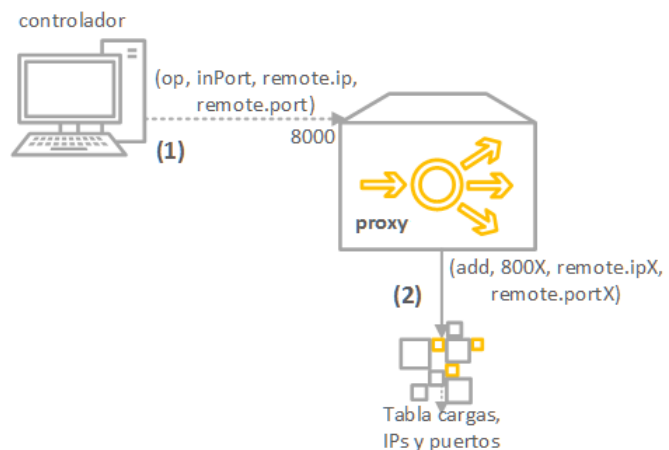 controlador
(op, inPort, remote.ip,
remote.port)
8000
(1)
proxy
(add, 800X, remote.ipX,
remote.portX)
(2)
Tabla cargas,
IPs y puertos